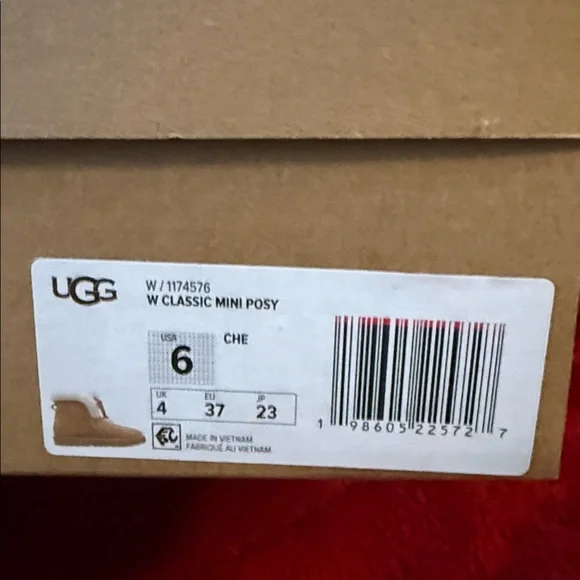 UGG
W / 1174576
W CLASSIC MINI POSY
USA
6
CHE
UK EU JP
4 37 23
MADE IN VIETNAM
FABRIQUÉ AU VIETNAM
1 98605 22572 7